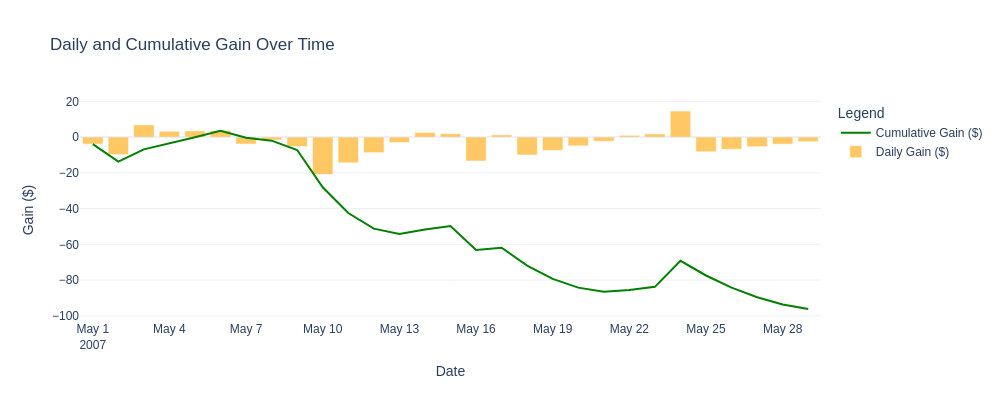 Daily and Cumulative Gain Over Time
Legend
Cumulative Gain ($)
Daily Gain ($)
Gain ($)
20
0
−20
−40
−60
−80
−100
May 1
2007
May 4
May 7
May 10
May 13
May 16
May 19
May 22
May 25
May 28
Date